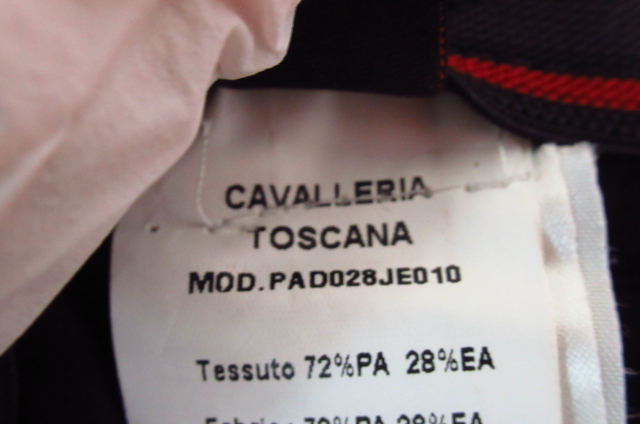 CAVALLERIA
TOSCANA
MOD.PAD028JE010
Tessuto 72%PA 28%EA